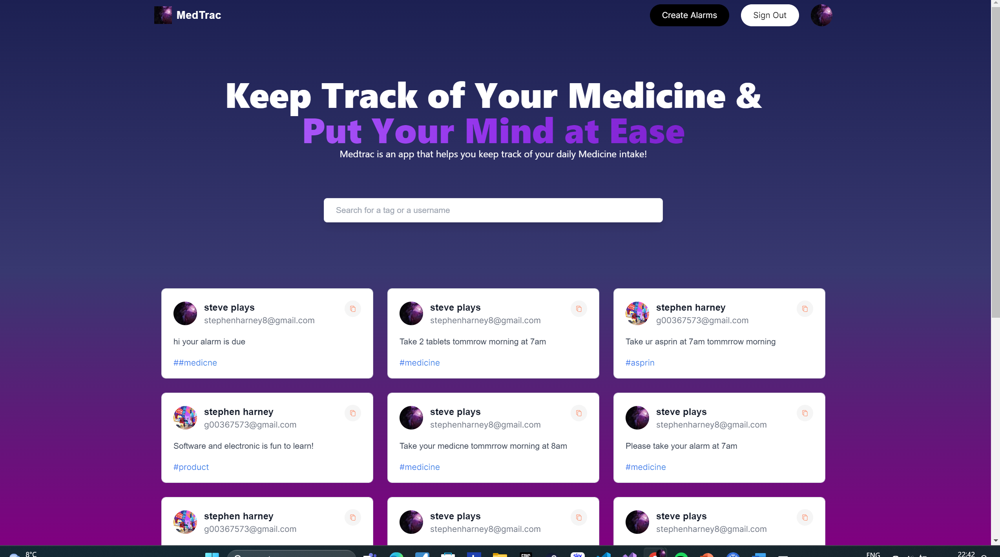 MedTrac
Create Alarms
Sign Out
Keep Track of Your Medicine &
Put Your Mind at Ease
Medtrac is an app that helps you keep track of your daily Medicine intake!
Search for a tag or a username
steve plays
stephenharney8@gmail.com
hi your alarm is due
##medicne
steve plays
stephenharney8@gmail.com
Take 2 tablets tommrow morning at 7am
#medicine
stephen harney
g00367573@gmail.com
Take ur asprin at 7am tommrrow morning
#asprin
stephen harney
g00367573@gmail.com
Software and electronic is fun to learn!
#product
steve plays
stephenharney8@gmail.com
Take your medicne tommrrow morning at 8am
#medicine
steve plays
stephenharney8@gmail.com
Please take your alarm at 7am
#medicine
stephen harney
g00367573@gmail.com
steve plays
stephenharney8@gmail.com
steve plays
stephenharney8@gmail.com
8°C
EPIC
sky
ENG
22:42